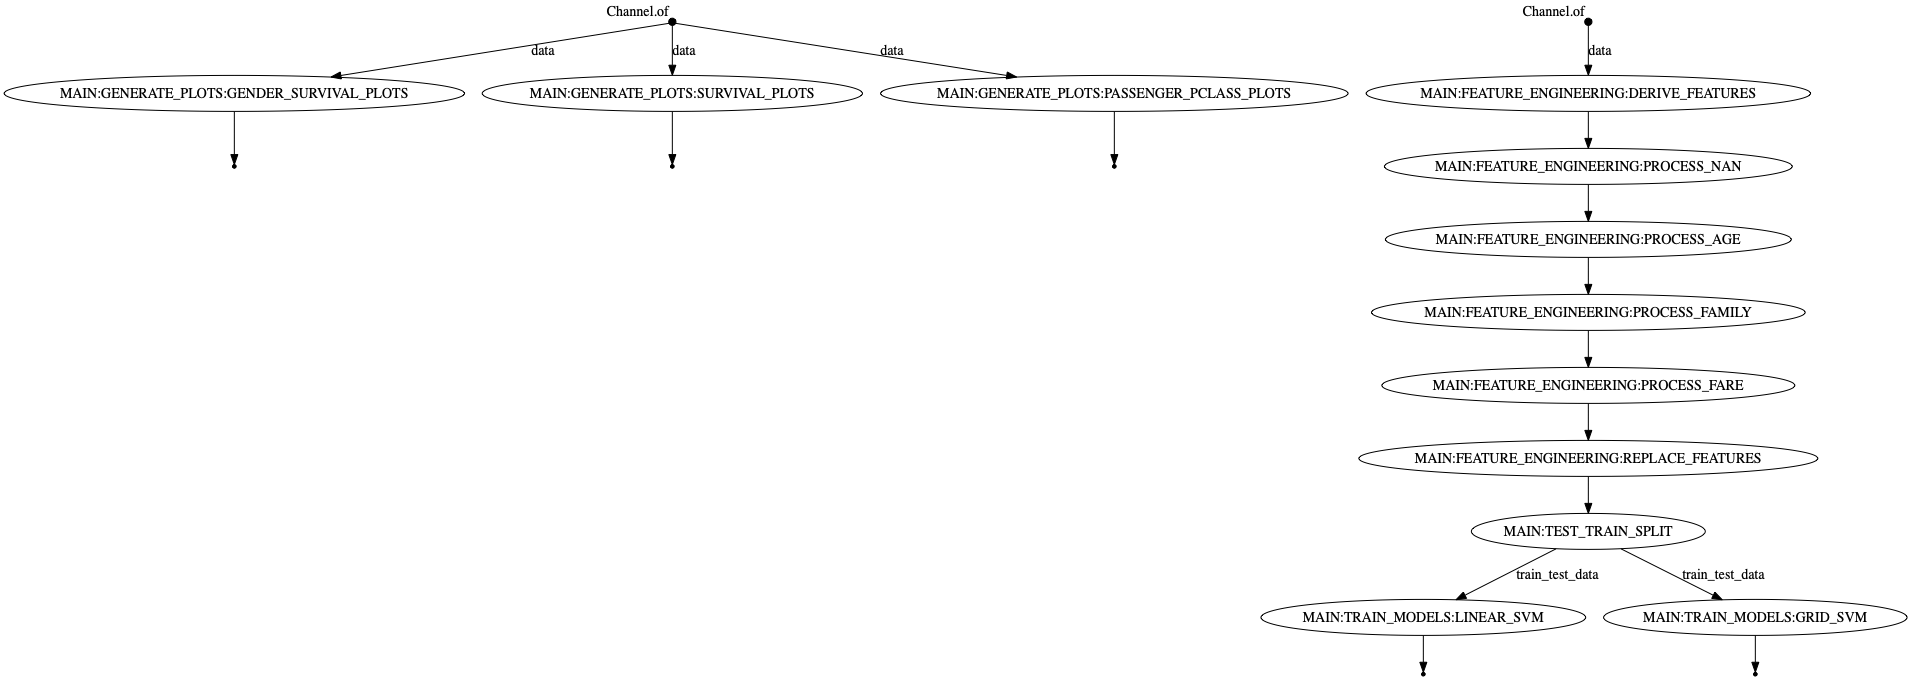 Channel.of
Channel.of
data
data
data
data
MAIN:GENERATE_PLOTS:GENDER_SURVIVAL_PLOTS
MAIN:GENERATE_PLOTS:SURVIVAL_PLOTS
MAIN:GENERATE_PLOTS:PASSENGER_PCLASS_PLOTS
MAIN:FEATURE_ENGINEERING:DERIVE_FEATURES
MAIN:FEATURE_ENGINEERING:PROCESS_NAN
MAIN:FEATURE_ENGINEERING:PROCESS_AGE
MAIN:FEATURE_ENGINEERING:PROCESS_FAMILY
MAIN:FEATURE_ENGINEERING:PROCESS_FARE
MAIN:FEATURE_ENGINEERING:REPLACE_FEATURES
MAIN:TEST_TRAIN_SPLIT
train_test_data
train_test_data
MAIN:TRAIN_MODELS:LINEAR_SVM
MAIN:TRAIN_MODELS:GRID_SVM